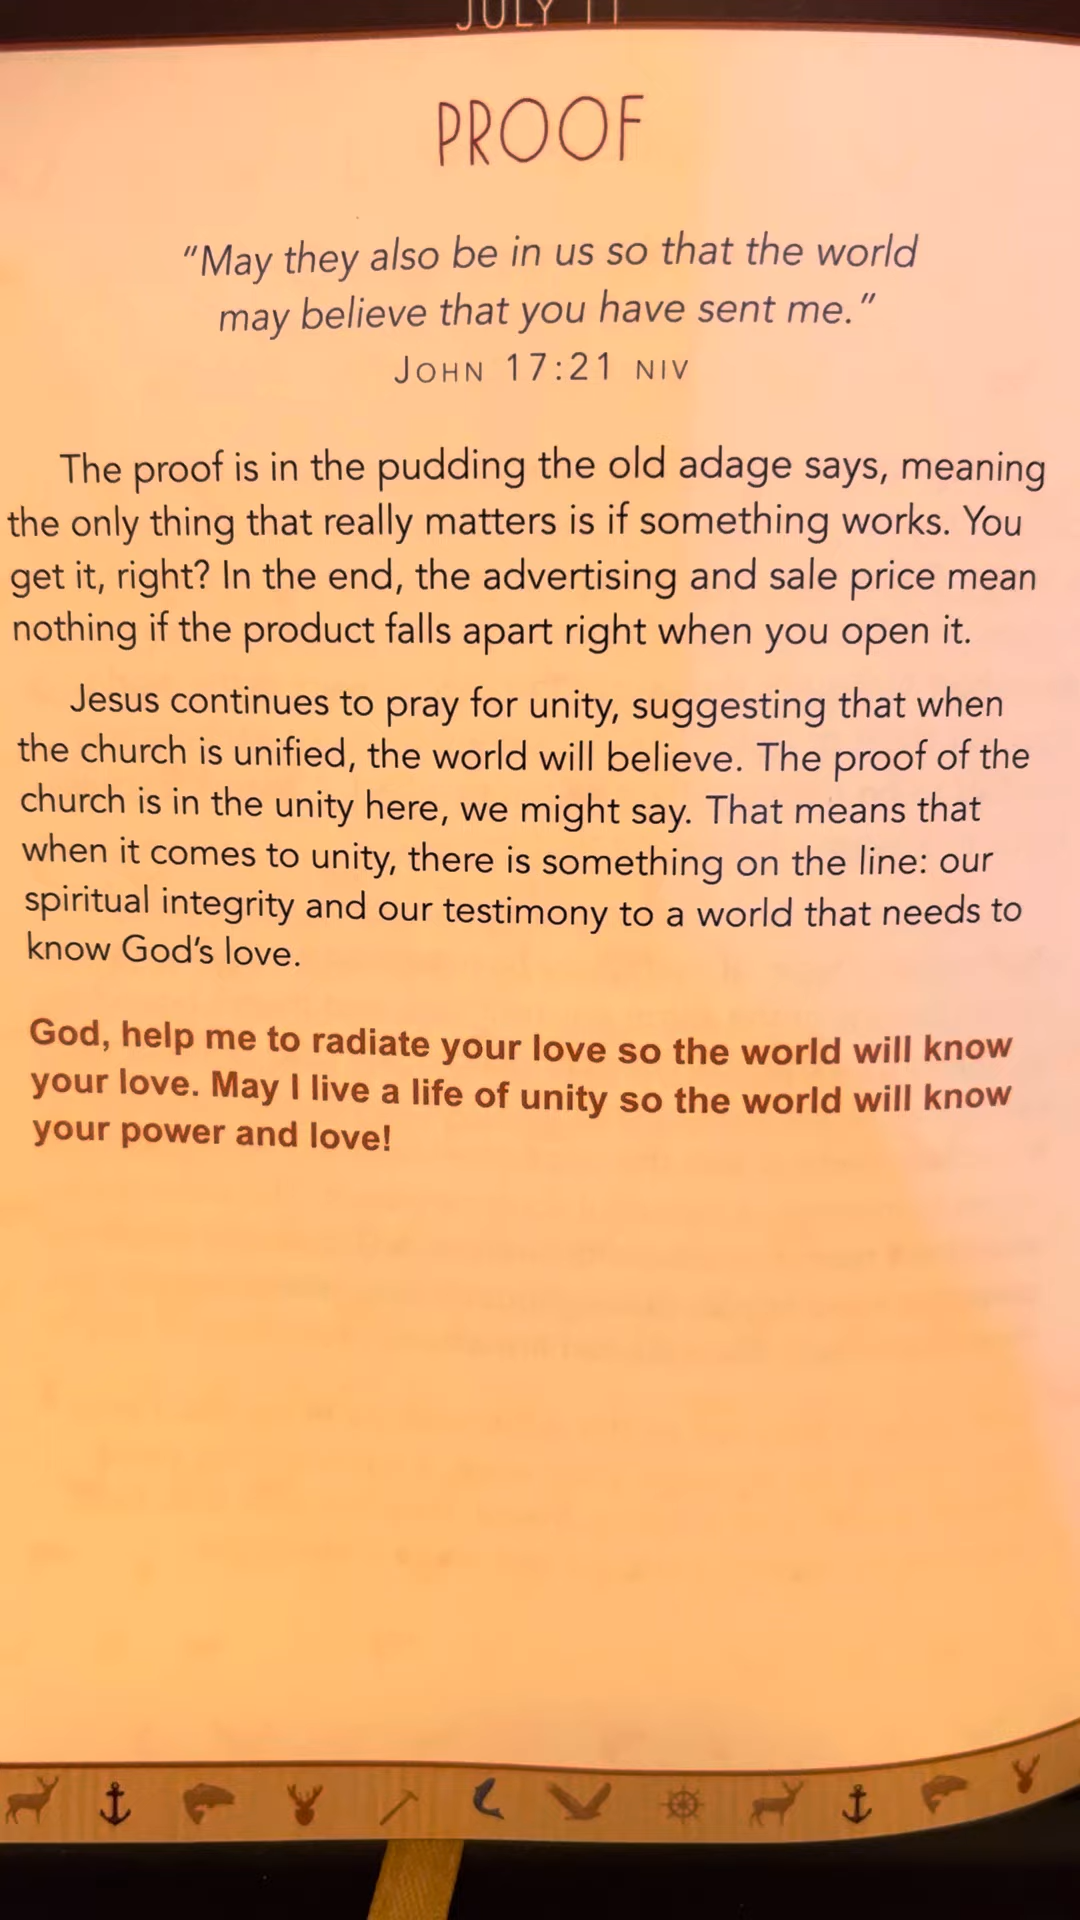 JULY 11
PROOF
"May they also be in us so that the world
may believe that you have sent me."
JOHN 17:21 NIV
The proof is in the pudding the old adage says, meaning
the only thing that really matters is if something works. You
get it, right? In the end, the advertising and sale price mean
nothing if the product falls apart right when you open it.
Jesus continues to pray for unity, suggesting that when
the church is unified, the world will believe. The proof of the
church is in the unity here, we might say. That means that
when it comes to unity, there is something on the line: our
spiritual integrity and our testimony to a world that needs to
know God's love.
God, help me to radiate your love so the world will know
your love. May I live a life of unity so the world will know
your power and love!